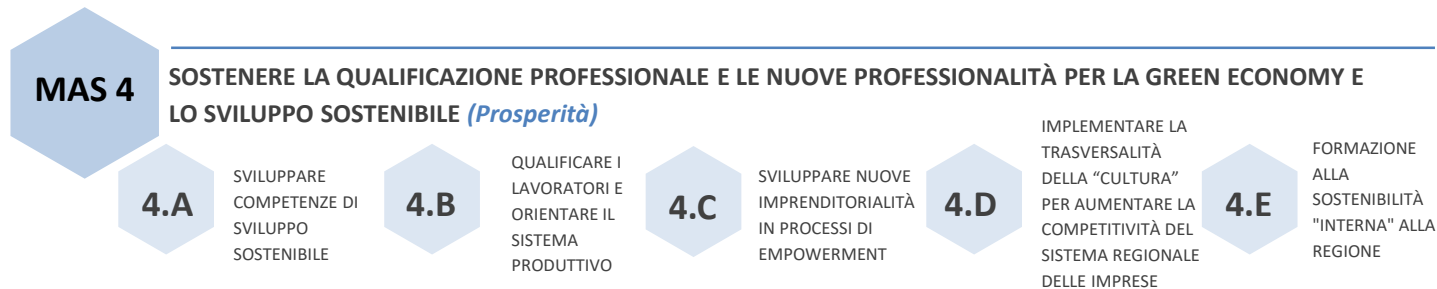 MAS 4
SOSTENERE LA QUALIFICAZIONE PROFESSIONALE E LE NUOVE PROFESSIONALITÀ PER LA GREEN ECONOMY E
LO SVILUPPO SOSTENIBILE (Prosperità)
4.A
SVILUPPARE
COMPETENZE DI
SVILUPPO
SOSTENIBILE
4.B
QUALIFICARE I
LAVORATORI E
ORIENTARE IL
SISTEMA
PRODUTTIVO
4.C
SVILUPPARE NUOVE
IMPRENDITORIALITÀ
IN PROCESSI DI
EMPOWERMENT
4.D
IMPLEMENTARE LA
TRASVERSALITÀ
DELLA “CULTURA”
PER AUMENTARE LA
COMPETITIVITÀ DEL
SISTEMA REGIONALE
DELLE IMPRESE
4.E
FORMAZIONE
ALLA
SOSTENIBILITÀ
"INTERNA" ALLA
REGIONE